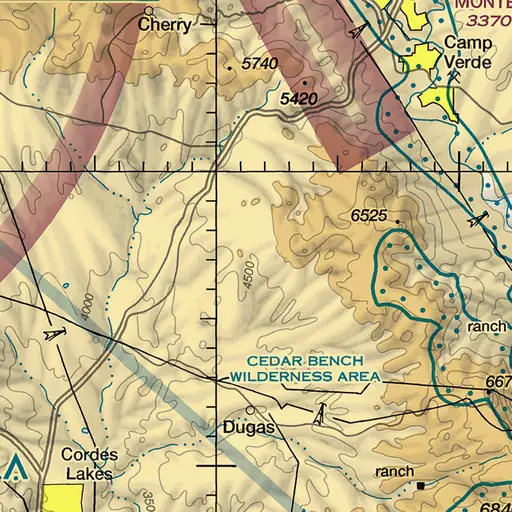 MONTE
3370
Cherry
Camp
Verde
5740
5420
6525
4500
4000
ranch
CEDAR BENCH
WILDERNESS AREA
667
Dugas
Cordes
Lakes
ranch
350
6840